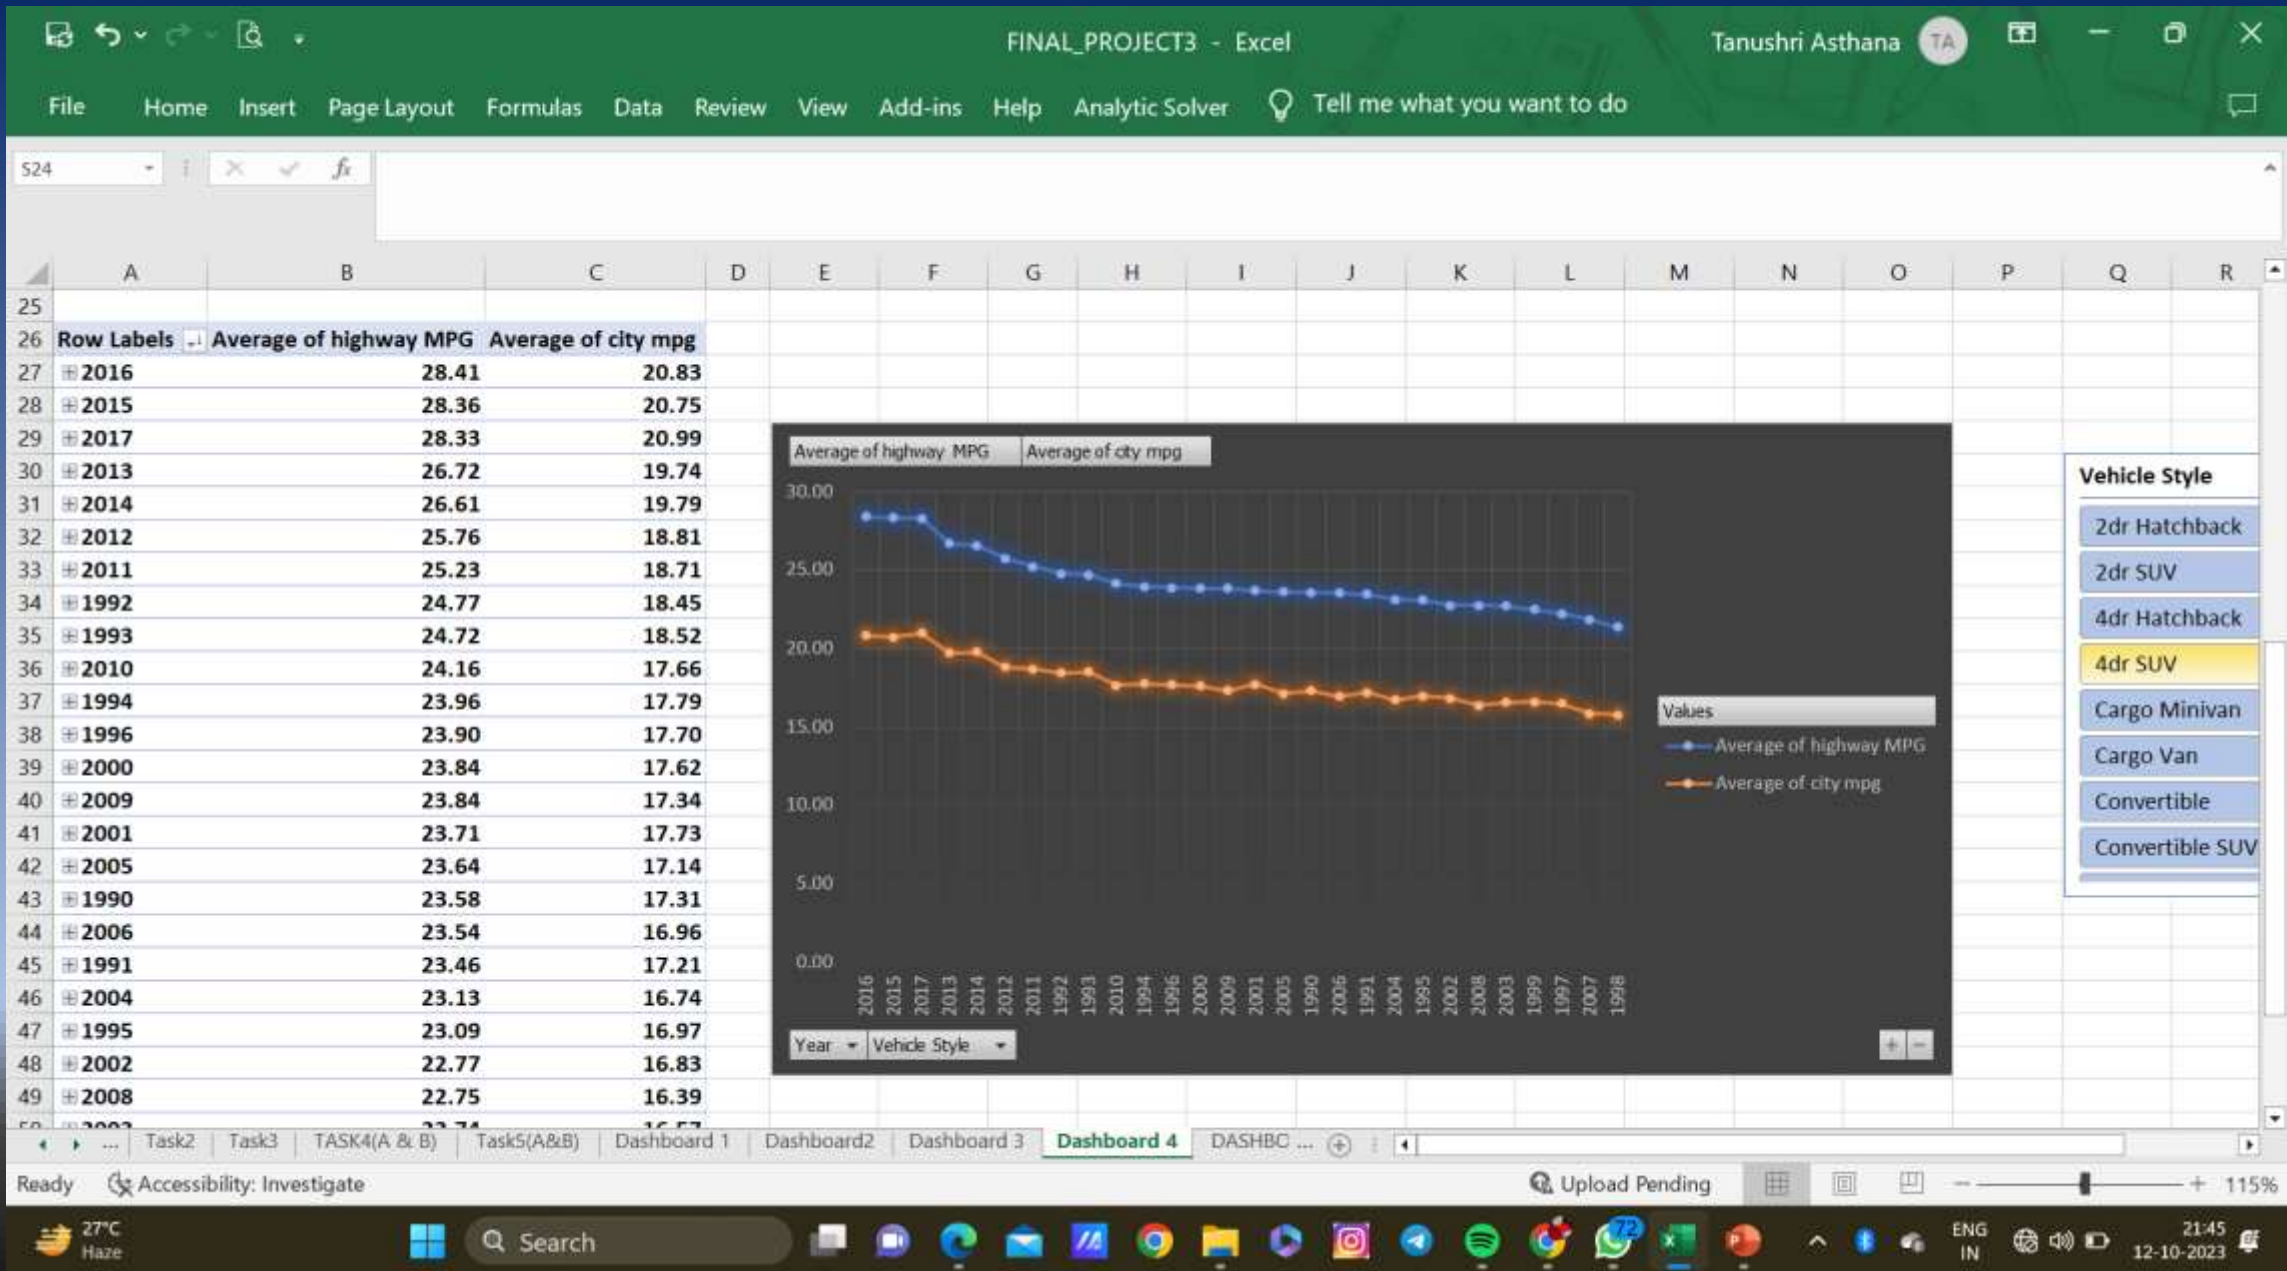 FINAL_PROJECT3 - Excel
Tanushri Asthana TA
File Home Insert Page Layout Formulas Data Review View Add-ins Help Analytic Solver Tell me what you want to do
S24 fx
A B C D E F G H I J K L M N O P Q R
25
26 Row Labels Average of highway MPG Average of city mpg
27 2016 28.41 20.83
28 2015 28.36 20.75
29 2017 28.33 20.99
30 2013 26.72 19.74
31 2014 26.61 19.79
32 2012 25.76 18.81
33 2011 25.23 18.71
34 1992 24.77 18.45
35 1993 24.72 18.52
36 2010 24.16 17.66
37 1994 23.96 17.79
38 1996 23.90 17.70
39 2000 23.84 17.62
40 2009 23.84 17.34
41 2001 23.71 17.73
42 2005 23.64 17.14
43 1990 23.58 17.31
44 2006 23.54 16.96
45 1991 23.46 17.21
46 2004 23.13 16.74
47 1995 23.09 16.97
48 2002 22.77 16.83
49 2008 22.75 16.39
Average of highway MPG Average of city mpg
30.00
25.00
20.00
15.00
10.00
5.00
0.00
2016 2015 2017 2013 2014 2012 2011 1992 1993 2010 1994 1996 2000 2009 2001 2005 1990 2006 1991 2004 1995 2002 2008 2003 1999 1997 2007 1998
Values
Average of highway MPG
Average of city mpg
Year Vehicle Style
Vehicle Style
2dr Hatchback
2dr SUV
4dr Hatchback
4dr SUV
Cargo Minivan
Cargo Van
Convertible
Convertible SUV
... Task2 Task3 TASK4(A & B) Task5(A&B) Dashboard 1 Dashboard2 Dashboard 3 Dashboard 4 DASHBC ...
Ready Accessibility: Investigate Upload Pending 115%
27°C
Haze
Search
72
ENG
IN
21:45
12-10-2023